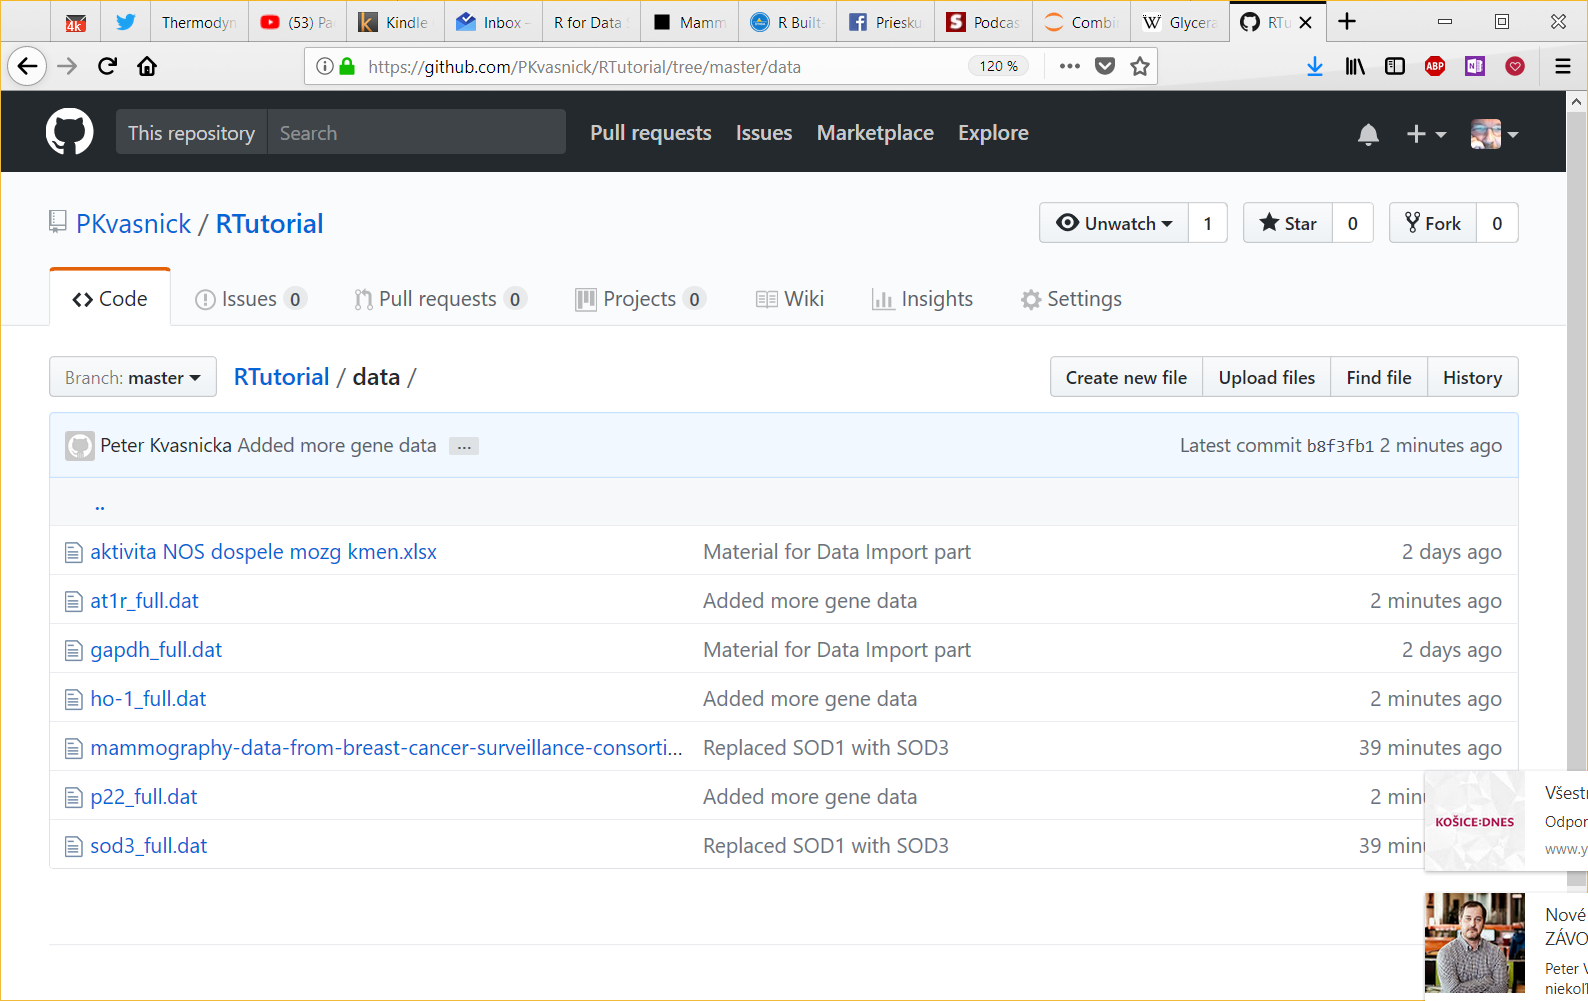 4k
Thermodyn
(53) Pa
Kindle
Inbox –
R for Data S
Mamm
R Built-
Priesku
Podcas
Combi
Glycera
RTu
https://github.com/PKvasnick/RTutorial/tree/master/data
120 %
ABP
This repository
Search
Pull requests
Issues
Marketplace
Explore
PKvasnick / RTutorial
Unwatch
1
Star
0
Fork
0
Code
Issues 0
Pull requests 0
Projects 0
Wiki
Insights
Settings
Branch: master
RTutorial / data /
Create new file
Upload files
Find file
History
Peter Kvasnicka Added more gene data ...
Latest commit b8f3fb1 2 minutes ago
..
aktivita NOS dospele mozg kmen.xlsx
Material for Data Import part
2 days ago
at1r_full.dat
Added more gene data
2 minutes ago
gapdh_full.dat
Material for Data Import part
2 days ago
ho-1_full.dat
Added more gene data
2 minutes ago
mammography-data-from-breast-cancer-surveillance-consorti...
Replaced SOD1 with SOD3
39 minutes ago
p22_full.dat
Added more gene data
2 minu
sod3_full.dat
Replaced SOD1 with SOD3
39 minu
KOŠICE:DNES
Všestr
Odpor
www.y
Nové
ZÁVO
Peter V
niekoľ